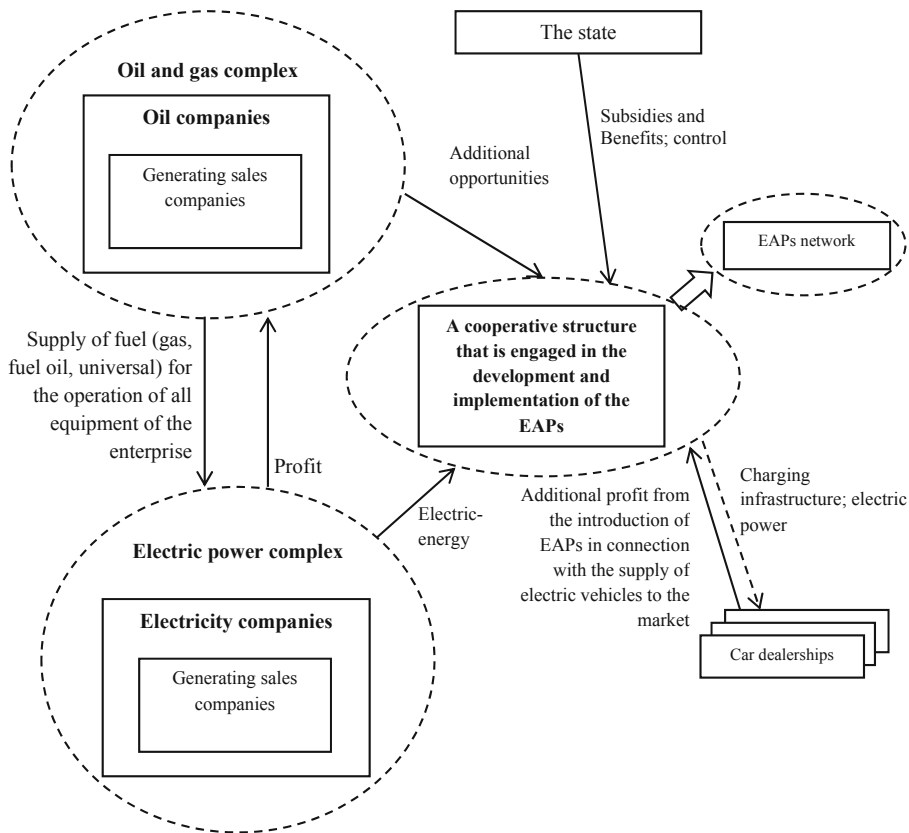 The state
Oil and gas complex
Oil companies
Generating sales
companies
Subsidies and
Benefits; control
Additional
opportunities
EAPs network
A cooperative structure
that is engaged in the
development and
implementation of the
EAPs
Supply of fuel (gas,
fuel oil, universal) for
the operation of all
equipment of the
enterprise
Profit
Electric-
energy
Additional profit from
the introduction of
EAPs in connection
with the supply of
electric vehicles to the
market
Charging
infrastructure; electric
power
Electric power complex
Electricity companies
Generating sales
companies
Car dealerships